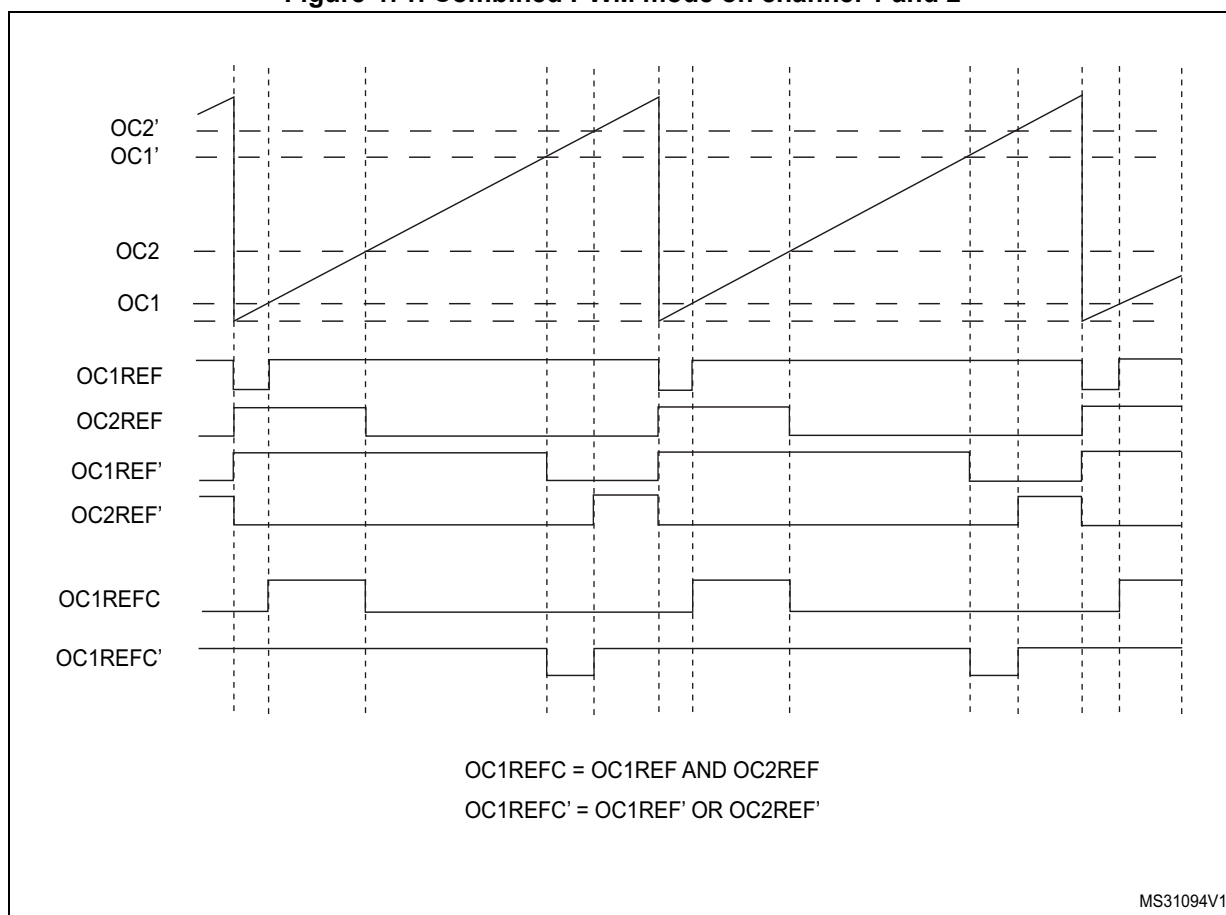 OC2’
OC1’
OC2
OC1
OC1REF
OC2REF
OC1REF’
OC2REF’
OC1REFC
OC1REFC’
OC1REFC = OC1REF AND OC2REF
OC1REFC’ = OC1REF’ OR OC2REF’
MS31094V1